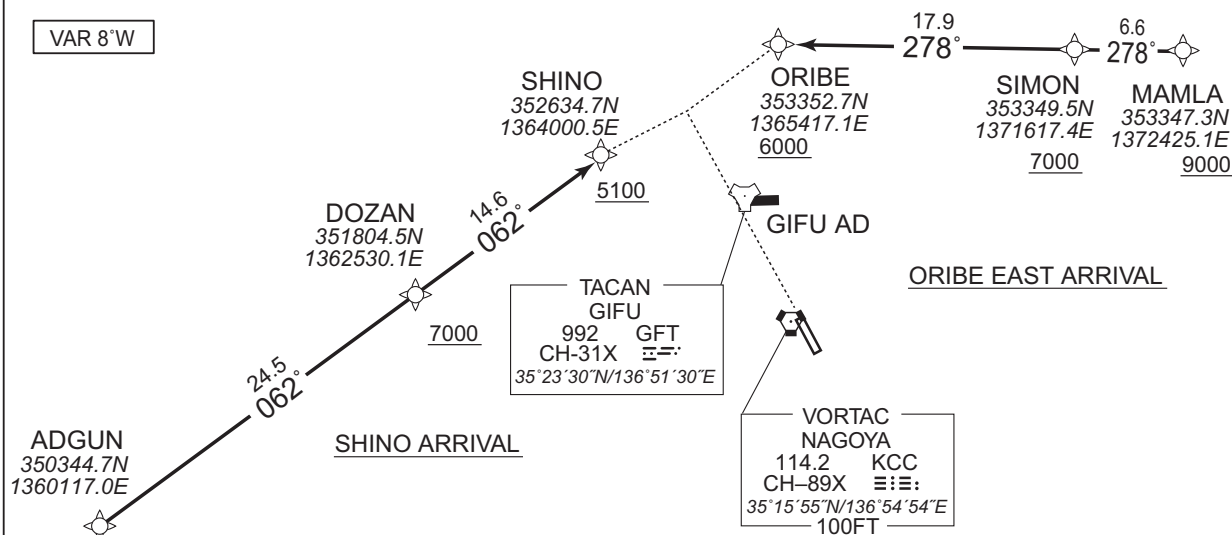 VAR 8°W
17.9
278°
6.6
278°
SHINO
352634.7N
1364000.5E
5100
ORIBE
353352.7N
1365417.1E
6000
SIMON
353349.5N
1371617.4E
7000
MAMLA
353347.3N
1372425.1E
9000
DOZAN
351804.5N
1362530.1E
7000
14.6
062°
GIFU AD
ORIBE EAST ARRIVAL
TACAN
GIFU
992 GFT
CH-31X
35°23´30˝N/136°51´30˝E
24.5
062°
SHINO ARRIVAL
ADGUN
350344.7N
1360117.0E
VORTAC
NAGOYA
114.2 KCC
CH–89X
35°15´55˝N/136°54´54˝E
100FT